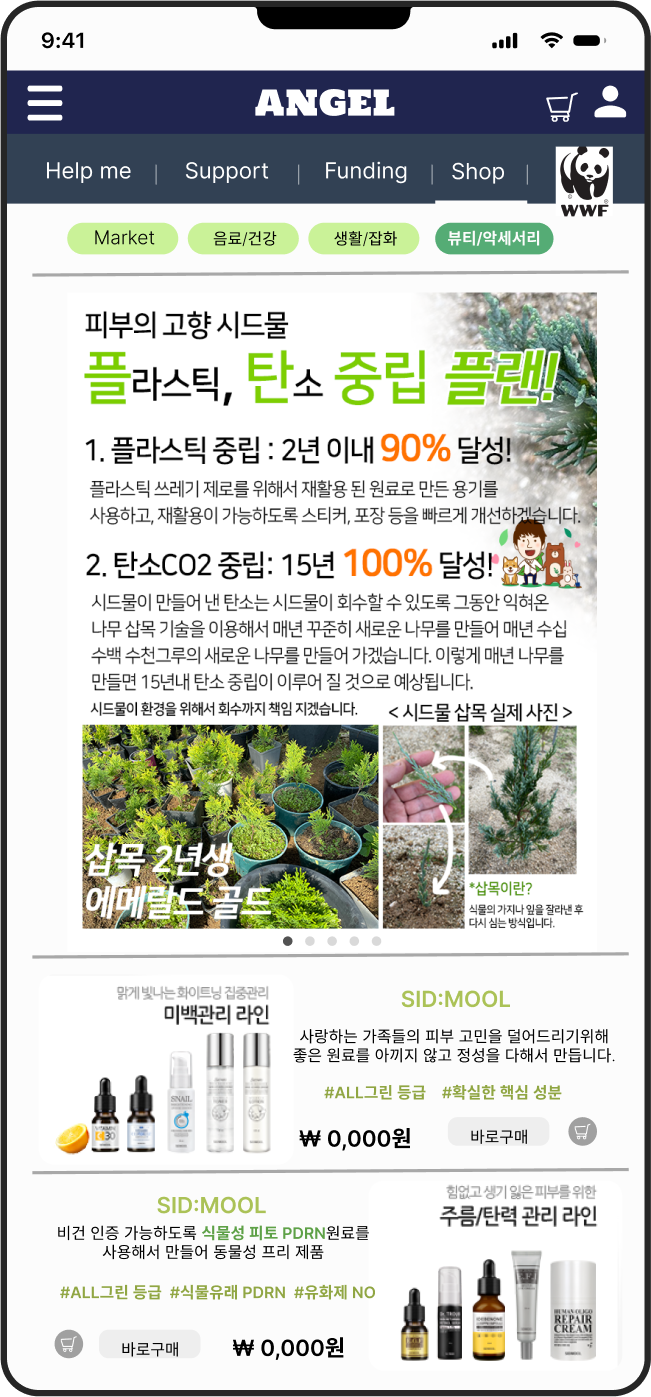 9:41
ANGEL
Help me | Support | Funding | Shop |
WWF
Market 음료/건강 생활/잡화 뷰티/악세서리
피부의 고향 시드물
플라스틱, 탄소 중립 플랜!
1. 플라스틱 중립 : 2년 이내 90% 달성!
플라스틱 쓰레기 제로를 위해서 재활용 된 원료로 만든 용기를
사용하고, 재활용이 가능하도록 스티커, 포장 등을 빠르게 개선하겠습니다.
2. 탄소CO2 중립: 15년 100% 달성!
시드물이 만들어 낸 탄소는 시드물이 회수할 수 있도록 그동안 익혀온
나무 삽목 기술을 이용해서 매년 꾸준히 새로운 나무를 만들어 매년 수십
수백 수천그루의 새로운 나무를 만들어 가겠습니다. 이렇게 매년 나무를
만들면 15년내 탄소 중립이 이루어 질 것으로 예상됩니다.
시드물이 환경을 위해서 회수까지 책임 지겠습니다.
< 시드물 삽목 실제 사진 >
삽목 2년생
에메랄드 골드
*삽목이란?
식물의 가지나 잎을 잘라낸 후
다시 심는 방식입니다.
맑게 빛나는 화이트닝 집중관리
미백관리 라인
VITAMIN
30
SNAIL
SID:MOOL
사랑하는 가족들의 피부 고민을 덜어드리기위해
좋은 원료를 아끼지 않고 정성을 다해서 만듭니다.
#ALL그린 등급 #확실한 핵심 성분
₩ 0,000원 바로구매
SID:MOOL
비건 인증 가능하도록 식물성 피토 PDRN원료를
사용해서 만들어 동물성 프리 제품
#ALL그린 등급 #식물유래 PDRN #유화제 NO
바로구매 ₩ 0,000원
힘없고 생기 잃은 피부를 위한
주름/탄력 관리 라인
HUMAN OLIGO
REPAIR
CREAM